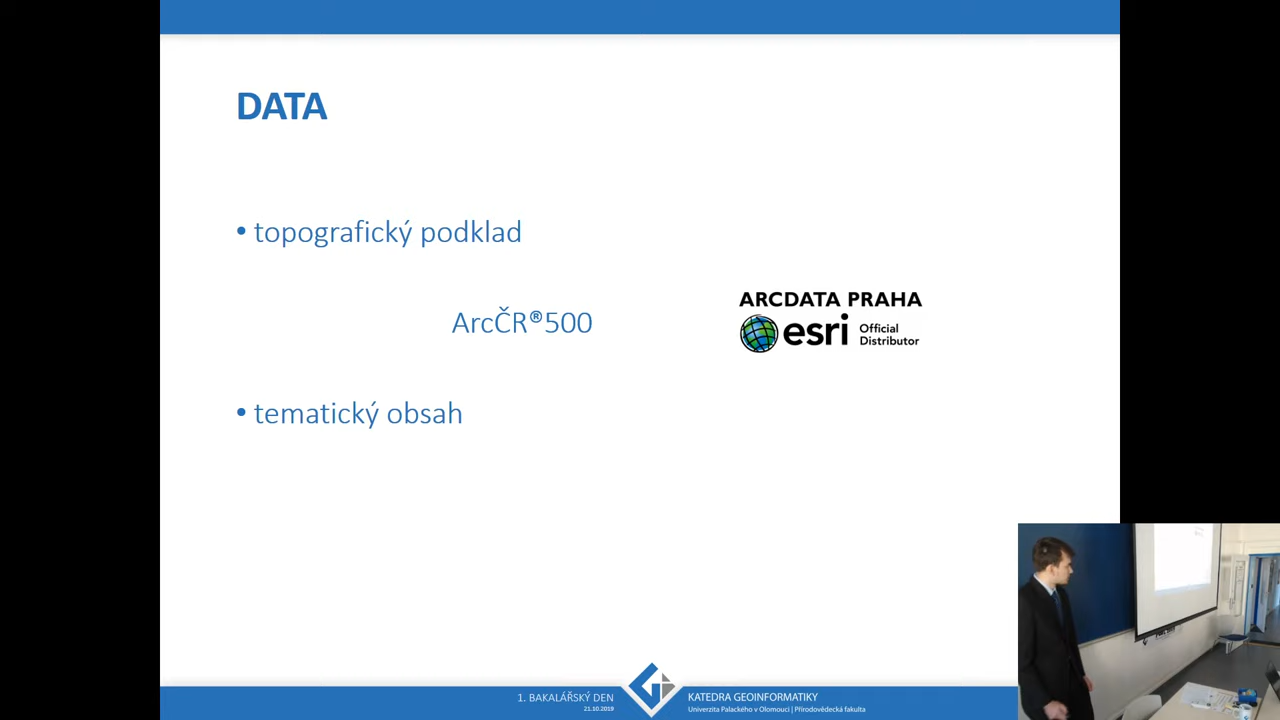 DATA
• topografický podklad
ArcČR®500
ARCDATA PRAHA
esri Official Distributor
• tematický obsah
1. BAKALÁŘSKÝ DEN
21.10.2019
KATEDRA GEOINFORMATIKY
Univerzita Palackého v Olomouci | Přírodovědecká fakulta